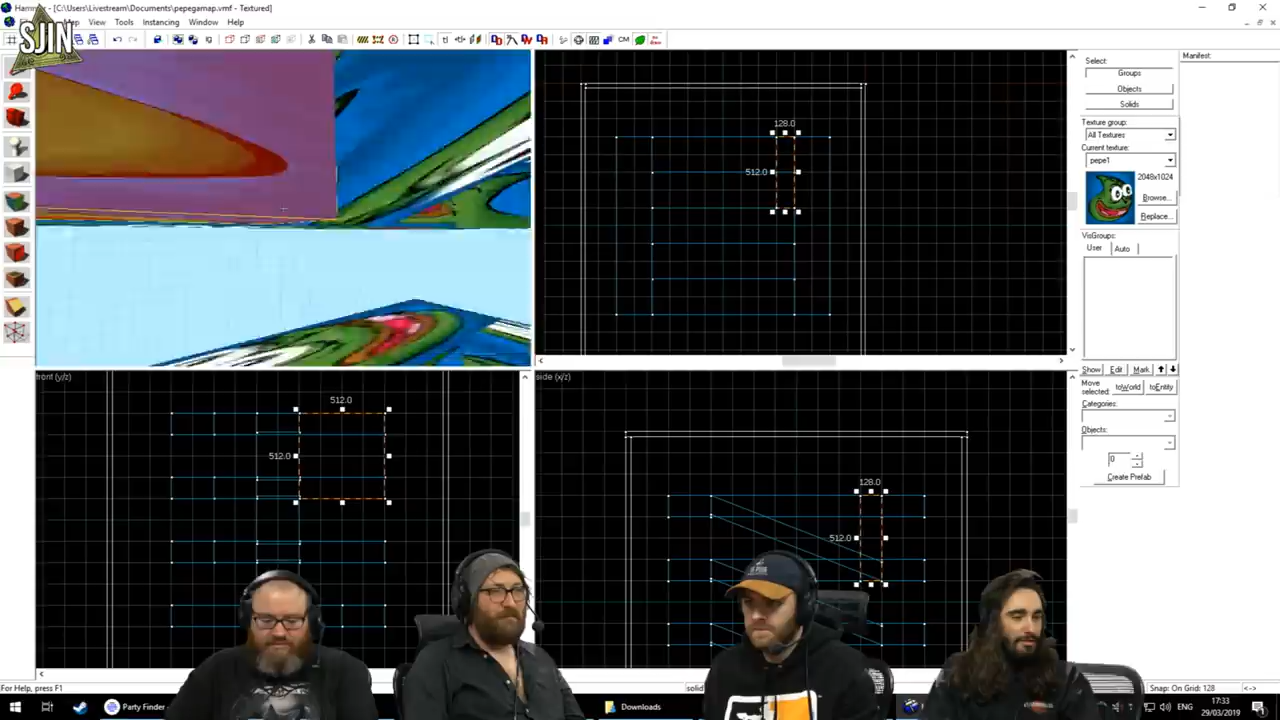 Hammer - [C:\Users\Livestream\Documents\pepegamap.vmf - Textured]
SJIN
Map View Tools Instancing Window Help
CM
Select:
Groups
Objects
Solids
Manifest:
Texture group:
All Textures
Current texture:
pepe1
2048x1024
Browse...
Replace...
VisGroups:
User Auto
Show Edit Mark
Move selected: toWorld toEntity
Categories:
Objects:
0
Create Prefab
128.0
512.0
front (y/z)
512.0
512.0
side (x/z)
128.0
512.0
For Help, press F1
Snap: On Grid: 128 <->
Party Finder
Downloads
ENG
17:33
29/03/2019